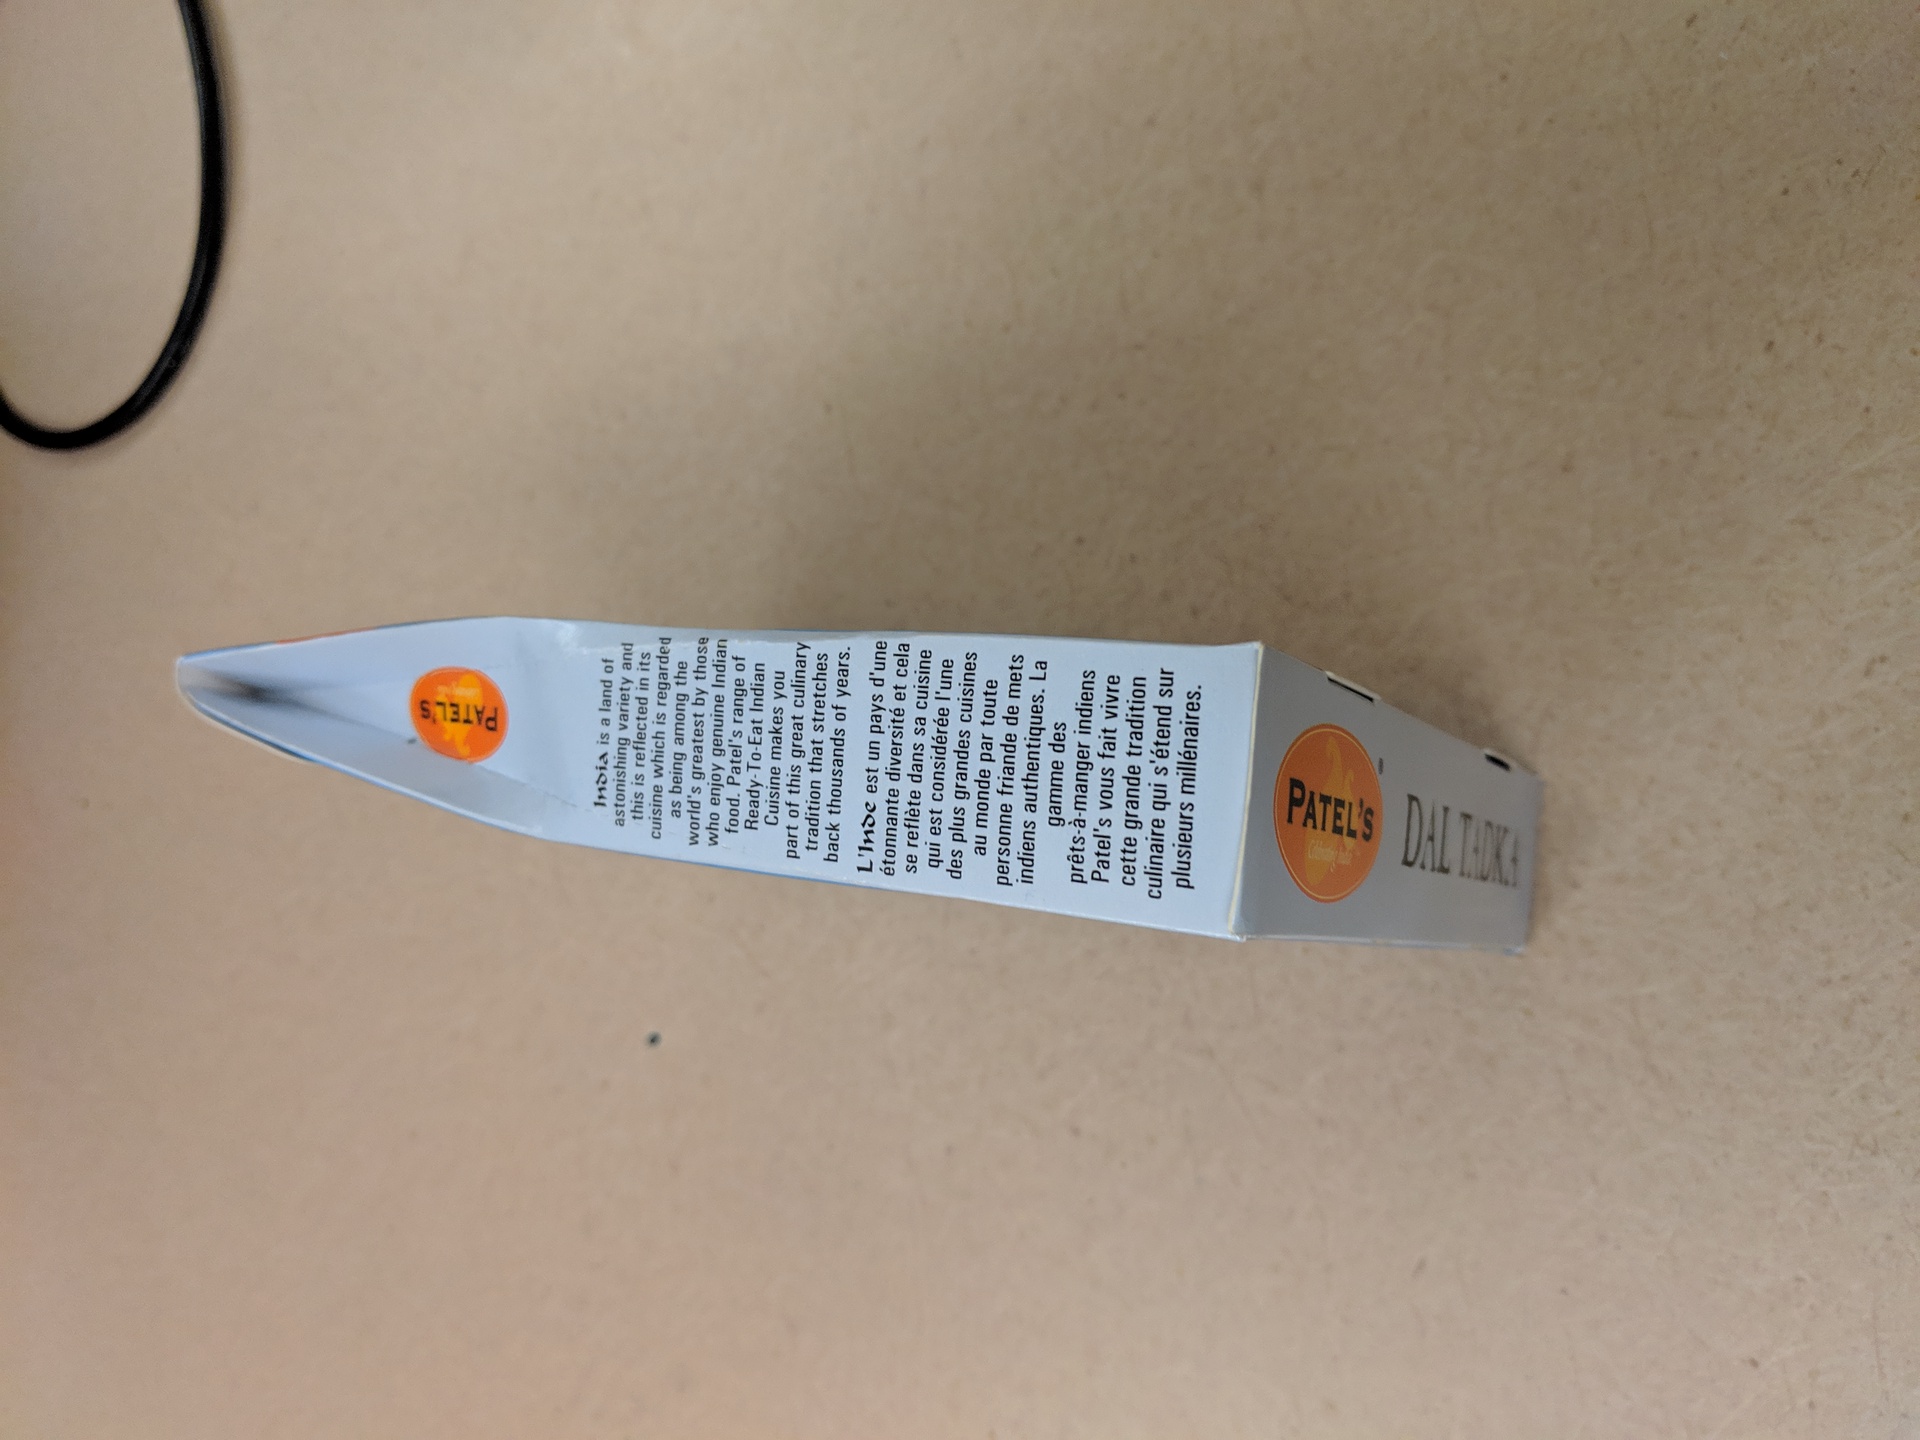 PATEL'S
India is a land of
astonishing variety and
this is reflected in its
cuisine which is regarded
as being among the
world's greatest by those
who enjoy genuine Indian
food. Patel's range of
Ready-To-Eat Indian
Cuisine makes you
part of this great culinary
tradition that stretches
back thousands of years.
L'Inde est un pays d'une
étonnante diversité et cela
se reflète dans sa cuisine
qui est considérée l'une
des plus grandes cuisines
au monde par toute
personne friande de mets
indiens authentiques. La
gamme des
prêts-à-manger indiens
Patel's vous fait vivre
cette grande tradition
culinaire qui s'étend sur
plusieurs millénaires.
PATEL'S
DAL TADKA